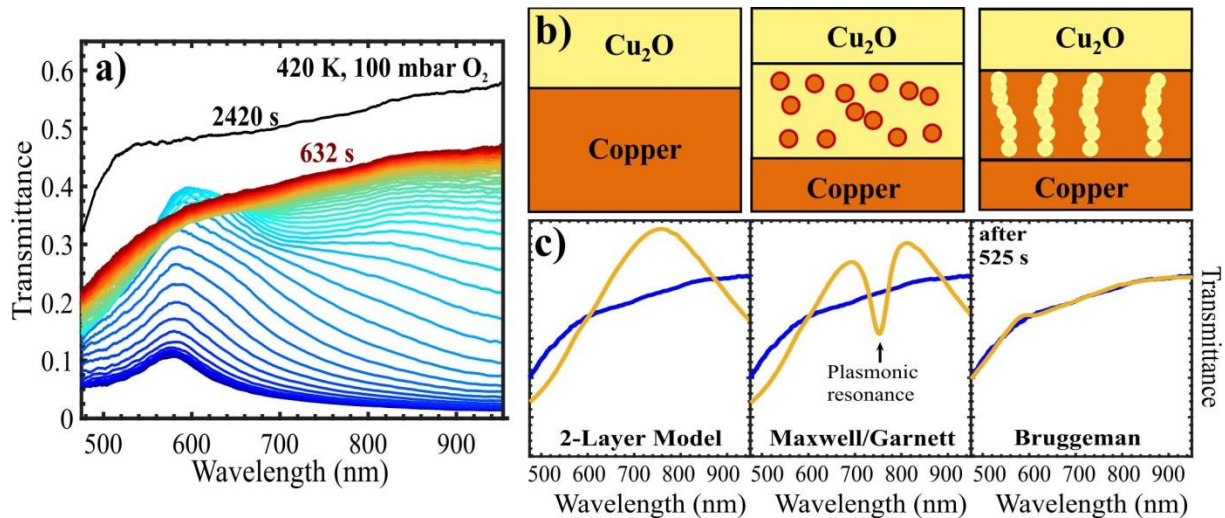 a)
420 K, 100 mbar O₂
2420 s
632 s
0.6
0.5
0.4
0.3
0.2
0.1
0
Transmittance
500 600 700 800 900
Wavelength (nm)
b)
Cu₂O
Copper
Cu₂O
Copper
Cu₂O
Copper
c)
2-Layer Model
Plasmonic
resonance
Maxwell/Garnett
after
525 s
Bruggeman
Transmittance
500 600 700 800 900
Wavelength (nm)
500 600 700 800 900
Wavelength (nm)
500 600 700 800 900
Wavelength (nm)